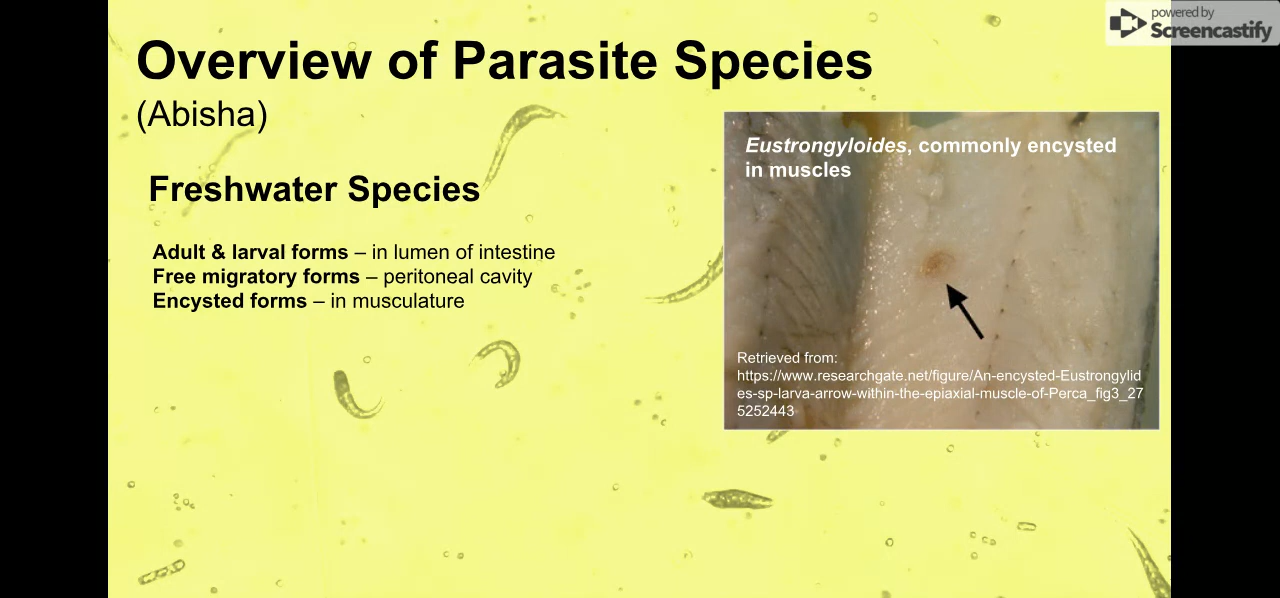 powered by
Screencastify
Overview of Parasite Species
(Abisha)
Freshwater Species
Adult & larval forms – in lumen of intestine
Free migratory forms – peritoneal cavity
Encysted forms – in musculature
Eustrongyloides, commonly encysted
in muscles
Retrieved from:
https://www.researchgate.net/figure/An-encysted-Eustrongylid
es-sp-larva-arrow-within-the-epiaxial-muscle-of-Perca_fig3_27
5252443